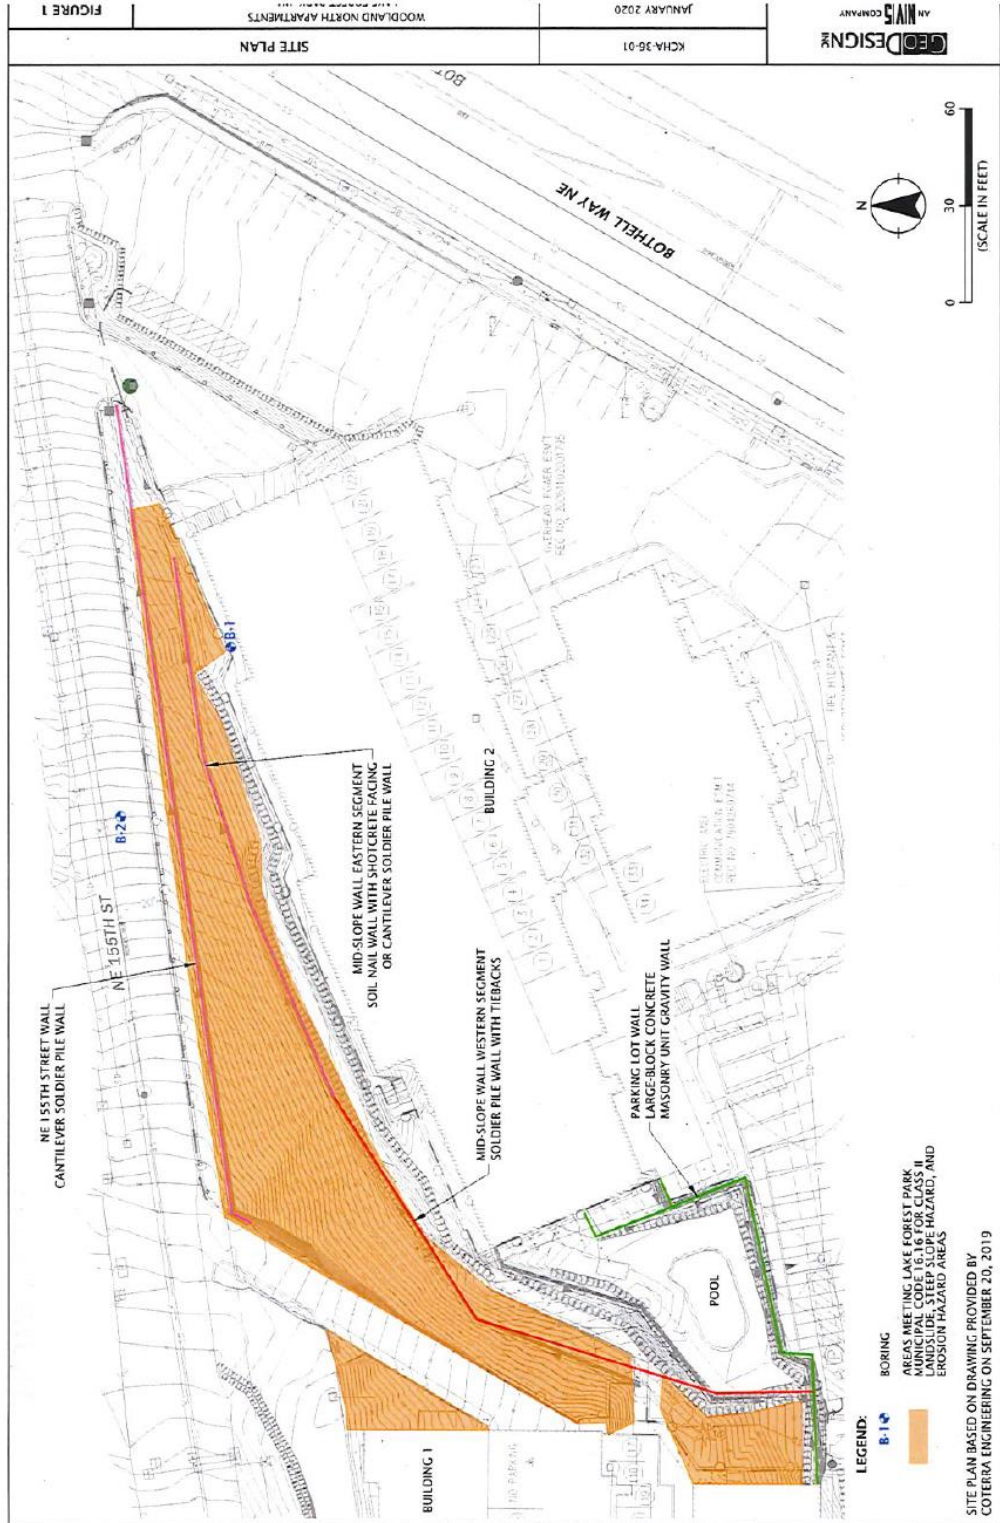 NE 155TH STREET WALL
CANTILEVER SOLDIER PILE WALL
NE 155TH ST
B-2
B-1
MID-SLOPE WALL EASTERN SEGMENT
SOIL NAIL WALL WITH SHOTCRETE FACING
OR CANTILEVER SOLDIER PILE WALL
MID-SLOPE WALL WESTERN SEGMENT
SOLDIER PILE WALL WITH TIEBACKS
BUILDING 2
PARKING LOT WALL
LARGE-BLOCK CONCRETE
MASONRY UNIT GRAVITY WALL
POOL
BUILDING 1
NO PARKING
BOTHELL WAY NE
BOT
N
0 30 60
(SCALE IN FEET)
LEGEND:
B-1 BORING
AREAS MEETING LAKE FOREST PARK
MUNICIPAL CODE 16.16 FOR CLASS II
LANDSLIDE, STEEP SLOPE HAZARD, AND
EROSION HAZARD AREAS
SITE PLAN BASED ON DRAWING PROVIDED BY
COTERRA ENGINEERING ON SEPTEMBER 20, 2019
GEODESIGN INC
AN NV5 COMPANY
KCHA-36-01
JANUARY 2020
SITE PLAN
WOODLAND NORTH APARTMENTS
FIGURE 1